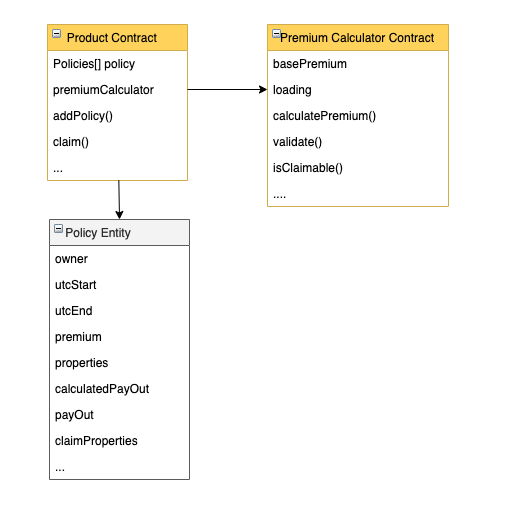 Product Contract
Policies[] policy
premiumCalculator
addPolicy()
claim()
...
Premium Calculator Contract
basePremium
loading
calculatePremium()
validate()
isClaimable()
....
Policy Entity
owner
utcStart
utcEnd
premium
properties
calculatedPayOut
payOut
claimProperties
...